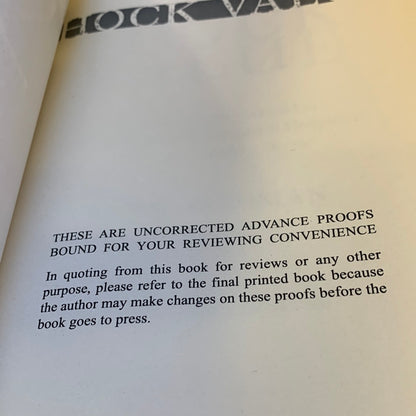 HOCK VA
THESE ARE UNCORRECTED ADVANCE PROOFS
BOUND FOR YOUR REVIEWING CONVENIENCE
In quoting from this book for reviews or any other
purpose, please refer to the final printed book because
the author may make changes on these proofs before the
book goes to press.